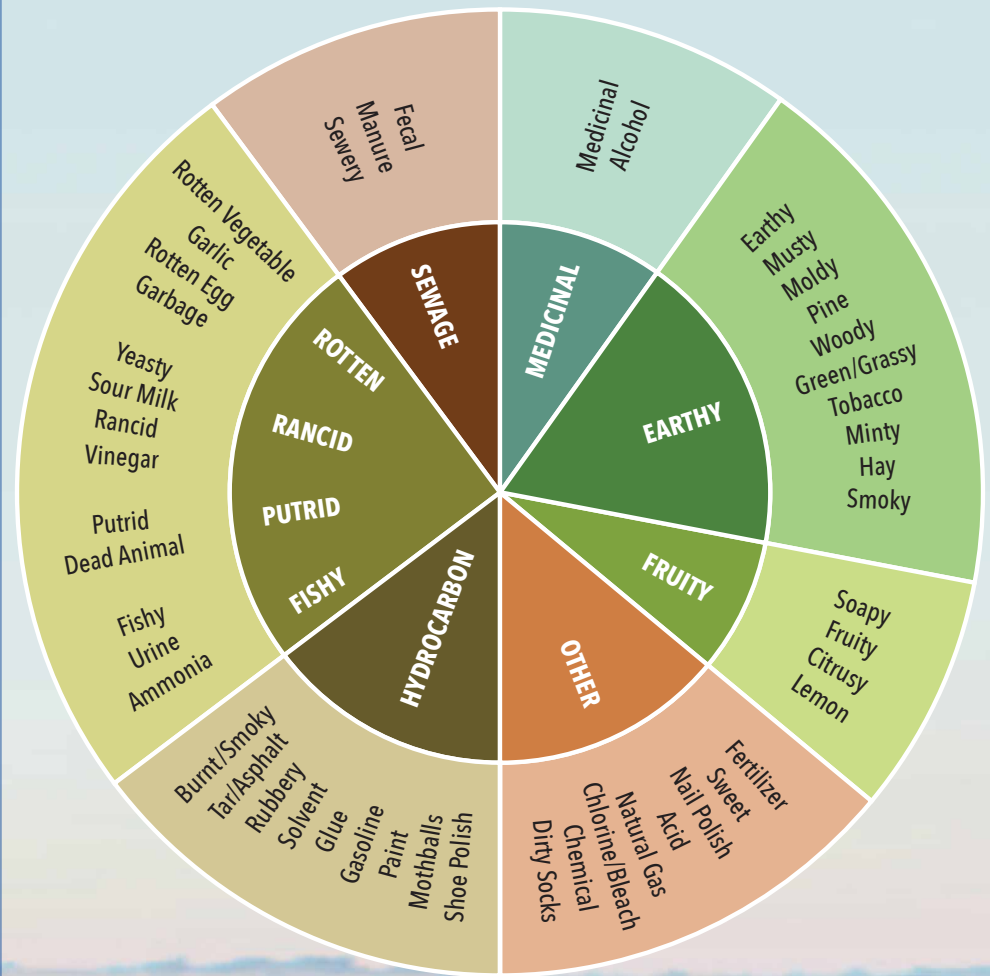 MEDICINAL
Medicinal
Alcohol
EARTHY
Earthy
Musty
Moldy
Pine
Woody
Green/Grassy
Tobacco
Minty
Hay
Smoky
FRUITY
Soapy
Fruity
Citrusy
Lemon
OTHER
Fertilizer
Sweet
Nail Polish
Acid
Natural Gas
Chlorine/Bleach
Chemical
Dirty Socks
HYDROCARBON
Burnt/Smoky
Tar/Asphalt
Rubbery
Solvent
Glue
Gasoline
Paint
Mothballs
Shoe Polish
ROTTEN
Rotten Vegetable
Garlic
Rotten Egg
Garbage
RANCID
Yeasty
Sour Milk
Rancid
Vinegar
PUTRID
Putrid
Dead Animal
FISHY
Fishy
Urine
Ammonia
SEWAGE
Fecal
Manure
Sewery